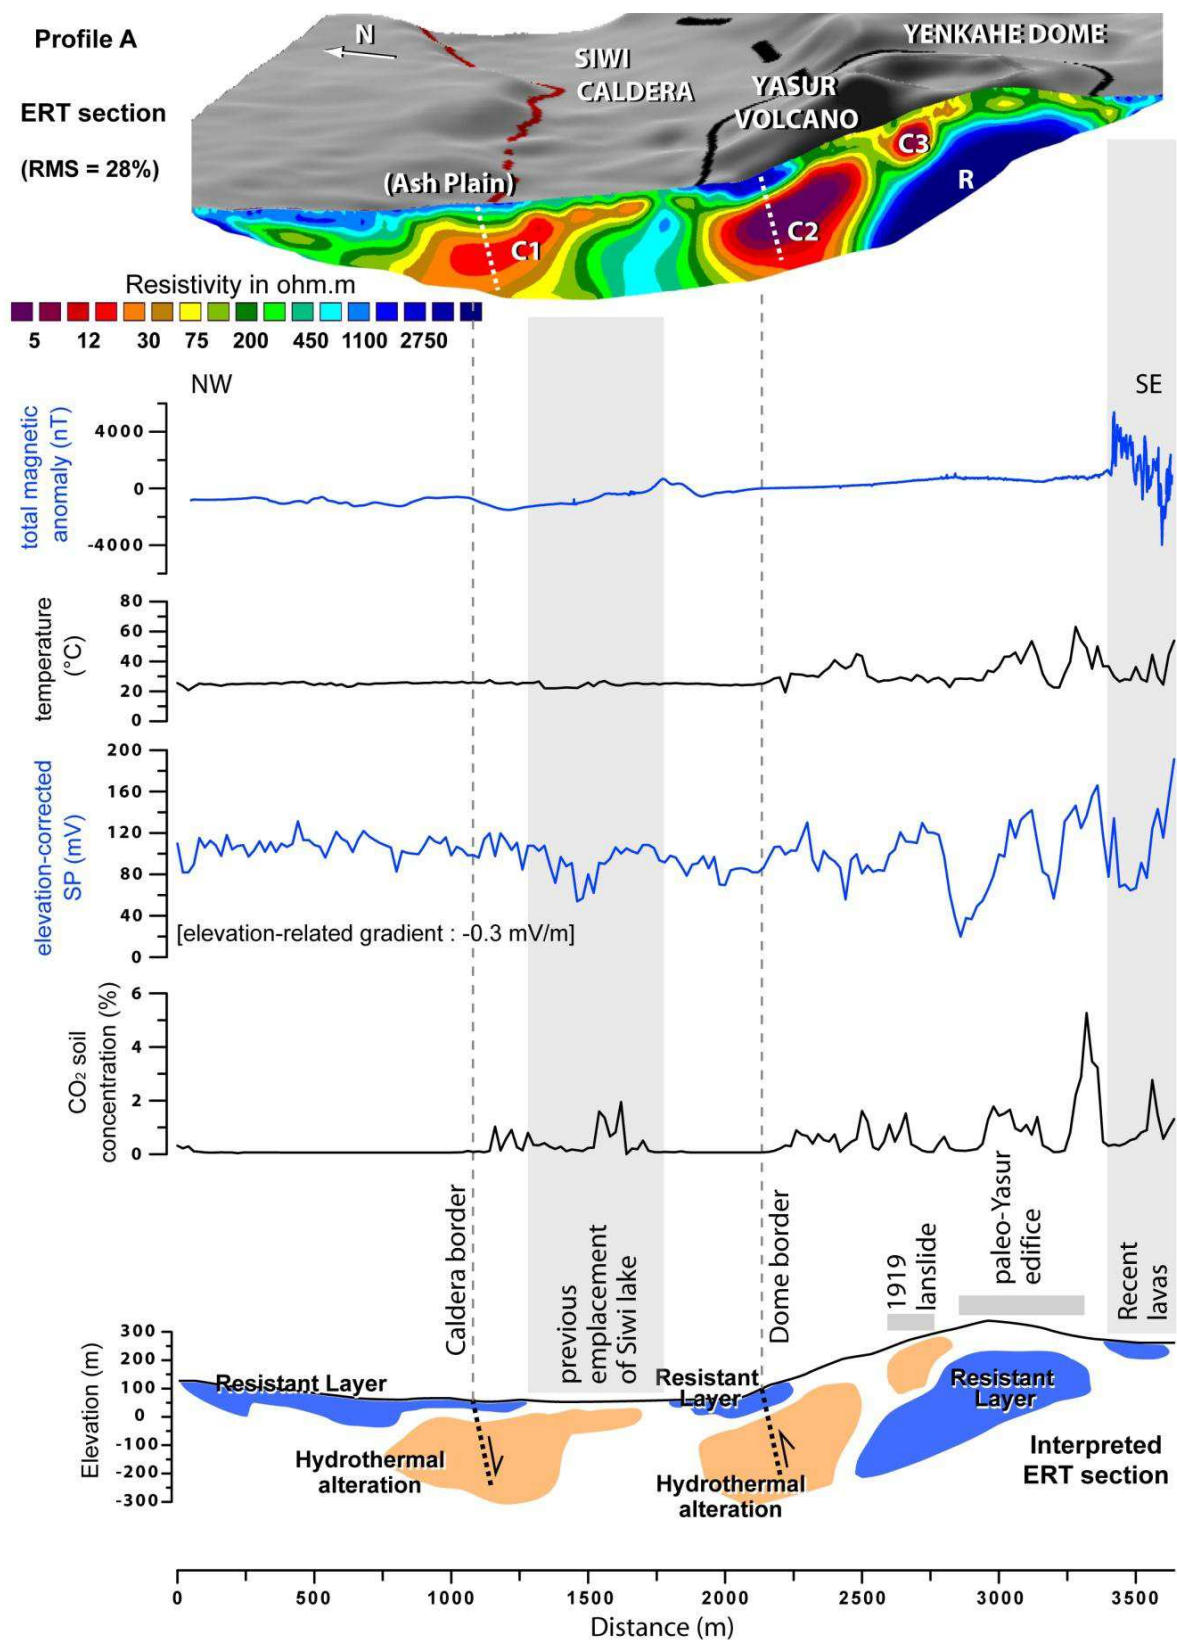 Profile A
N
YENKAHE DOME
SIWI
CALDERA
ERT section
YASUR
VOLCANO
C3
(RMS = 28%)
(Ash Plain)
R
C1
C2
Resistivity in ohm.m
5 12 30 75 200 450 1100 2750
NW
SE
total magnetic
anomaly (nT)
4000
0
-4000
temperature
(°C)
80
60
40
20
0
elevation-corrected
SP (mV)
200
160
120
80
40
0
[elevation-related gradient : -0.3 mV/m]
CO2 soil
concentration (%)
6
4
2
0
Caldera border
previous
emplacement
of Siwi lake
Dome border
1919
lanslide
paleo-Yasur
edifice
Recent
lavas
Elevation (m)
300
200
100
0
-100
-200
-300
Resistant Layer
Resistant
Layer
Resistant
Layer
Hydrothermal
alteration
Hydrothermal
alteration
Interpreted
ERT section
0 500 1000 1500 2000 2500 3000 3500
Distance (m)